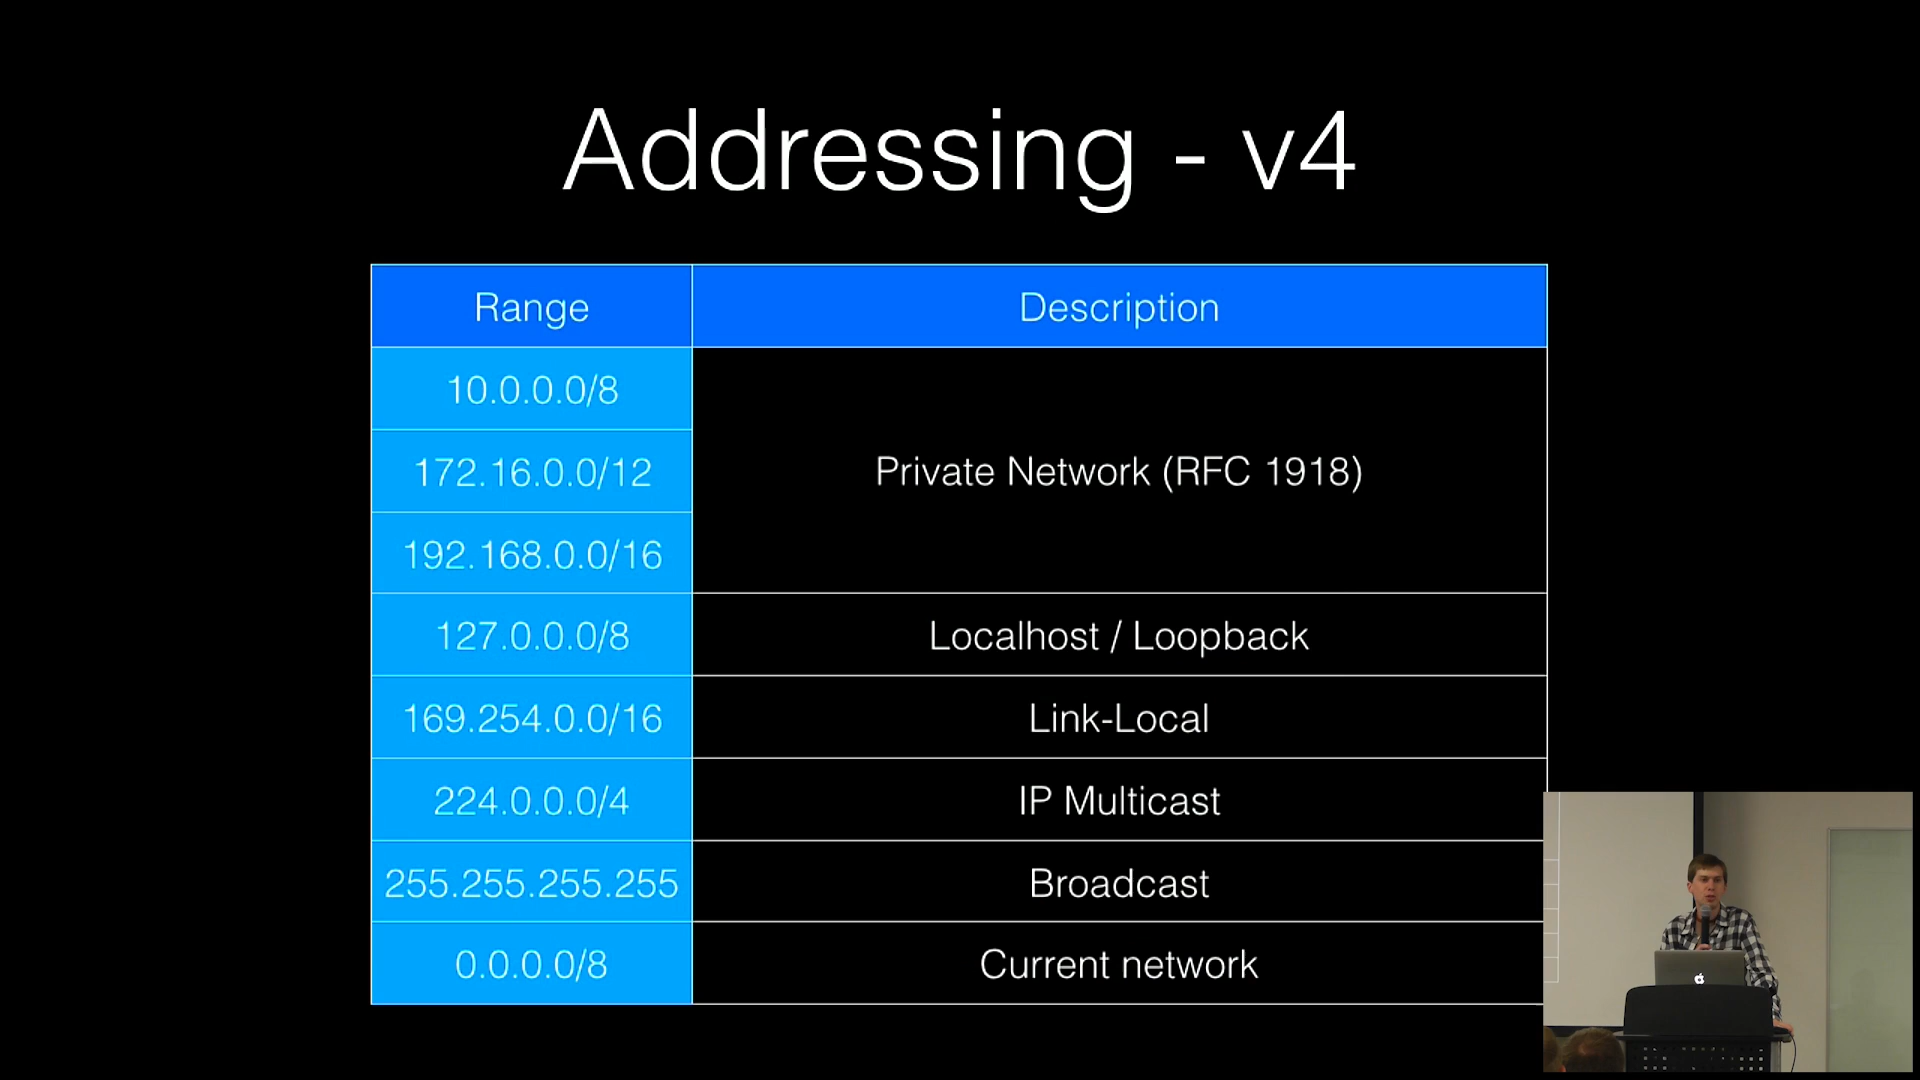 Addressing - v4
Range Description
10.0.0.0/8
172.16.0.0/12 Private Network (RFC 1918)
192.168.0.0/16
127.0.0.0/8 Localhost / Loopback
169.254.0.0/16 Link-Local
224.0.0.0/4 IP Multicast
255.255.255.255 Broadcast
0.0.0.0/8 Current network